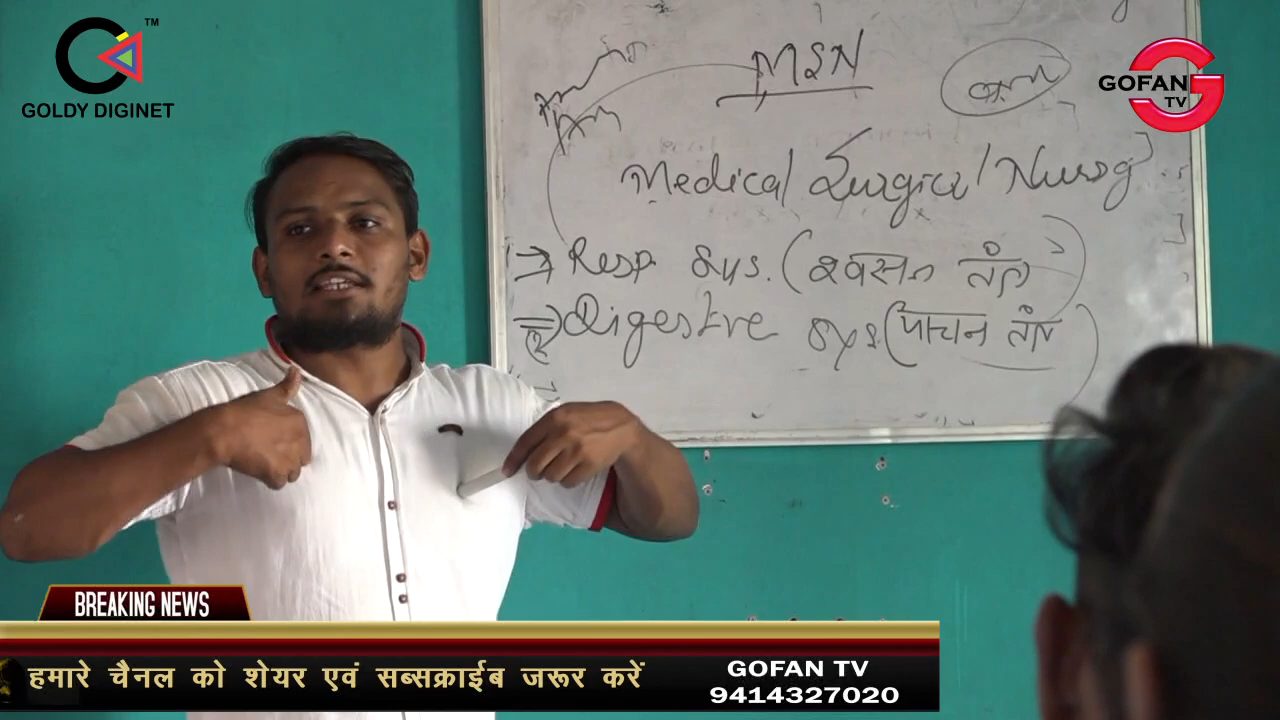 TM
GOLDY DIGINET
GOFAN
TV
MSN
Medical Surgical Nursg
→ Resp Sys. (श्वसन तंत्र)
Digestive Sys. (पाचन तंत्र)
BREAKING NEWS
हमारे चैनल को शेयर एवं सब्सक्राईब जरूर करें
GOFAN TV
9414327020